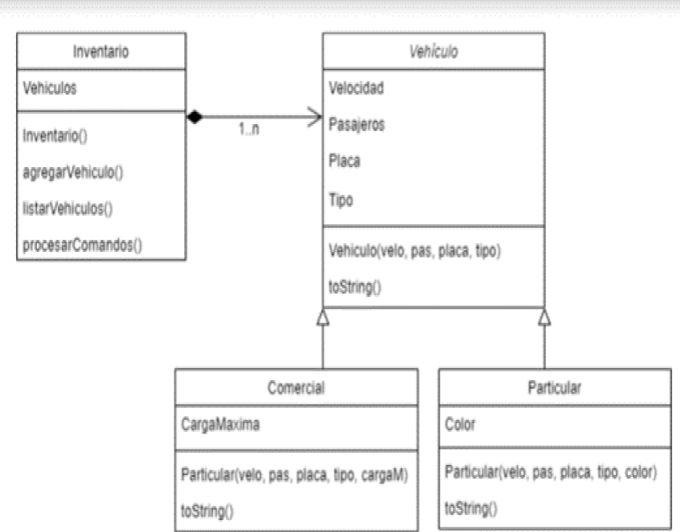 Inventario
Vehiculos
Inventario()
agregarVehiculo()
listarVehiculos()
procesarComandos()
1..n
Vehículo
Velocidad
Pasajeros
Placa
Tipo
Vehiculo(velo, pas, placa, tipo)
toString()
Comercial
CargaMaxima
Particular(velo, pas, placa, tipo, cargaM)
toString()
Particular
Color
Particular(velo, pas, placa, tipo, color)
toString()